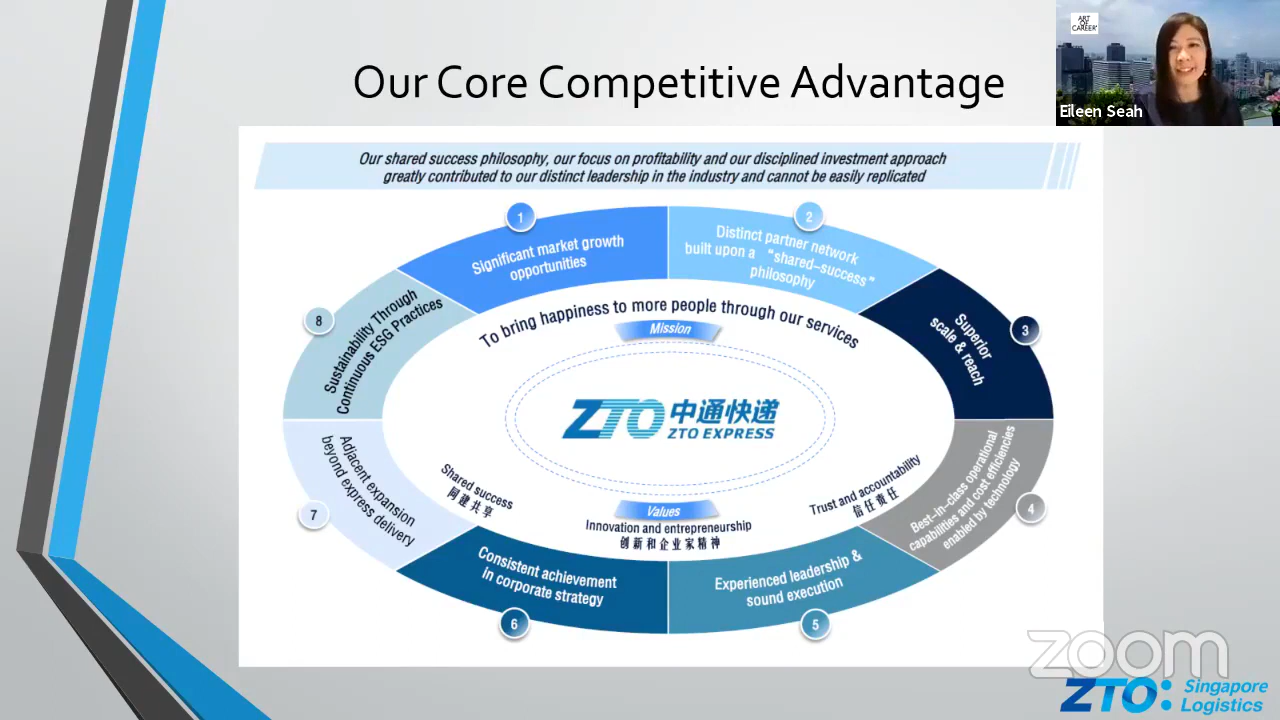 Our Core Competitive Advantage
ART
OF
CAREER
Eileen Seah
Our shared success philosophy, our focus on profitability and our disciplined investment approach
greatly contributed to our distinct leadership in the industry and cannot be easily replicated
1
Significant market growth
opportunities
2
Distinct partner network
built upon a "shared-success"
philosophy
3
Superior
scale & reach
4
Best-in-class operational
capabilities and cost efficiencies
enabled by technology
5
Experienced leadership &
sound execution
6
Consistent achievement
in corporate strategy
7
Adjacent expansion
beyond express delivery
8
Sustainability Through
Continuous ESG Practices
To bring happiness to more people through our services
Mission
ZTO 中通快递
ZTO EXPRESS
Shared success
同建共享
Values
Innovation and entrepreneurship
创新和企业家精神
Trust and accountability
信任责任
zoom
ZTO: Singapore
Logistics